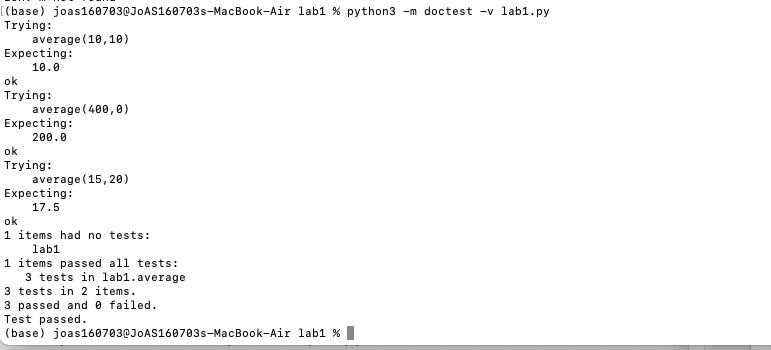 (base) joas160703@JoAS160703s-MacBook-Air lab1 % python3 -m doctest -v lab1.py
Trying:
    average(10,10)
Expecting:
    10.0
ok
Trying:
    average(400,0)
Expecting:
    200.0
ok
Trying:
    average(15,20)
Expecting:
    17.5
ok
1 items had no tests:
    lab1
1 items passed all tests:
   3 tests in lab1.average
3 tests in 2 items.
3 passed and 0 failed.
Test passed.
(base) joas160703@JoAS160703s-MacBook-Air lab1 %